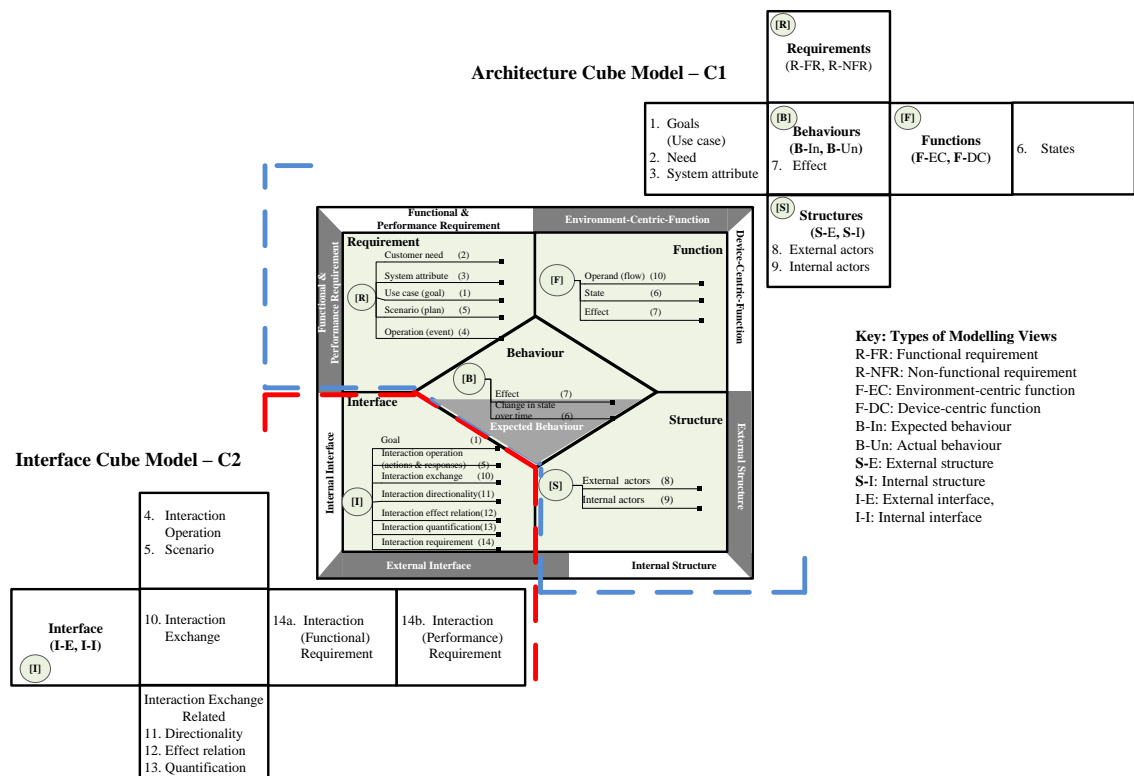 Architecture Cube Model – C1
[R]
Requirements
(R-FR, R-NFR)
1. Goals
(Use case)
2. Need
3. System attribute
[B]
Behaviours
(B-In, B-Un)
7. Effect
[F]
Functions
(F-EC, F-DC)
6. States
[S]
Structures
(S-E, S-I)
8. External actors
9. Internal actors
Functional &
Performance Requirement
Environment-Centric-Function
Functional &
Performance Requirement
Device-Centric-Function
Requirement
Customer need (2)
System attribute (3)
[R]
Use case (goal) (1)
Scenario (plan) (5)
Operation (event) (4)
Function
[F]
Operand (flow) (10)
State (6)
Effect (7)
Behaviour
[B]
Effect (7)
Change in state
over time (6)
Expected Behaviour
Interface
Goal (1)
Interaction operation
(actions & responses) (5)
Interaction exchange (10)
[I]
Interaction directionality(11)
Interaction effect relation(12)
Interaction quantification(13)
Interaction requirement (14)
Structure
[S]
External actors (8)
Internal actors (9)
Internal Interface
External Structure
External Interface
Internal Structure
Key: Types of Modelling Views
R-FR: Functional requirement
R-NFR: Non-functional requirement
F-EC: Environment-centric function
F-DC: Device-centric function
B-In: Expected behaviour
B-Un: Actual behaviour
S-E: External structure
S-I: Internal structure
I-E: External interface,
I-I: Internal interface
Interface Cube Model – C2
4. Interaction
Operation
5. Scenario
Interface
(I-E, I-I)
[I]
10. Interaction
Exchange
14a. Interaction
(Functional)
Requirement
14b. Interaction
(Performance)
Requirement
Interaction Exchange
Related
11. Directionality
12. Effect relation
13. Quantification